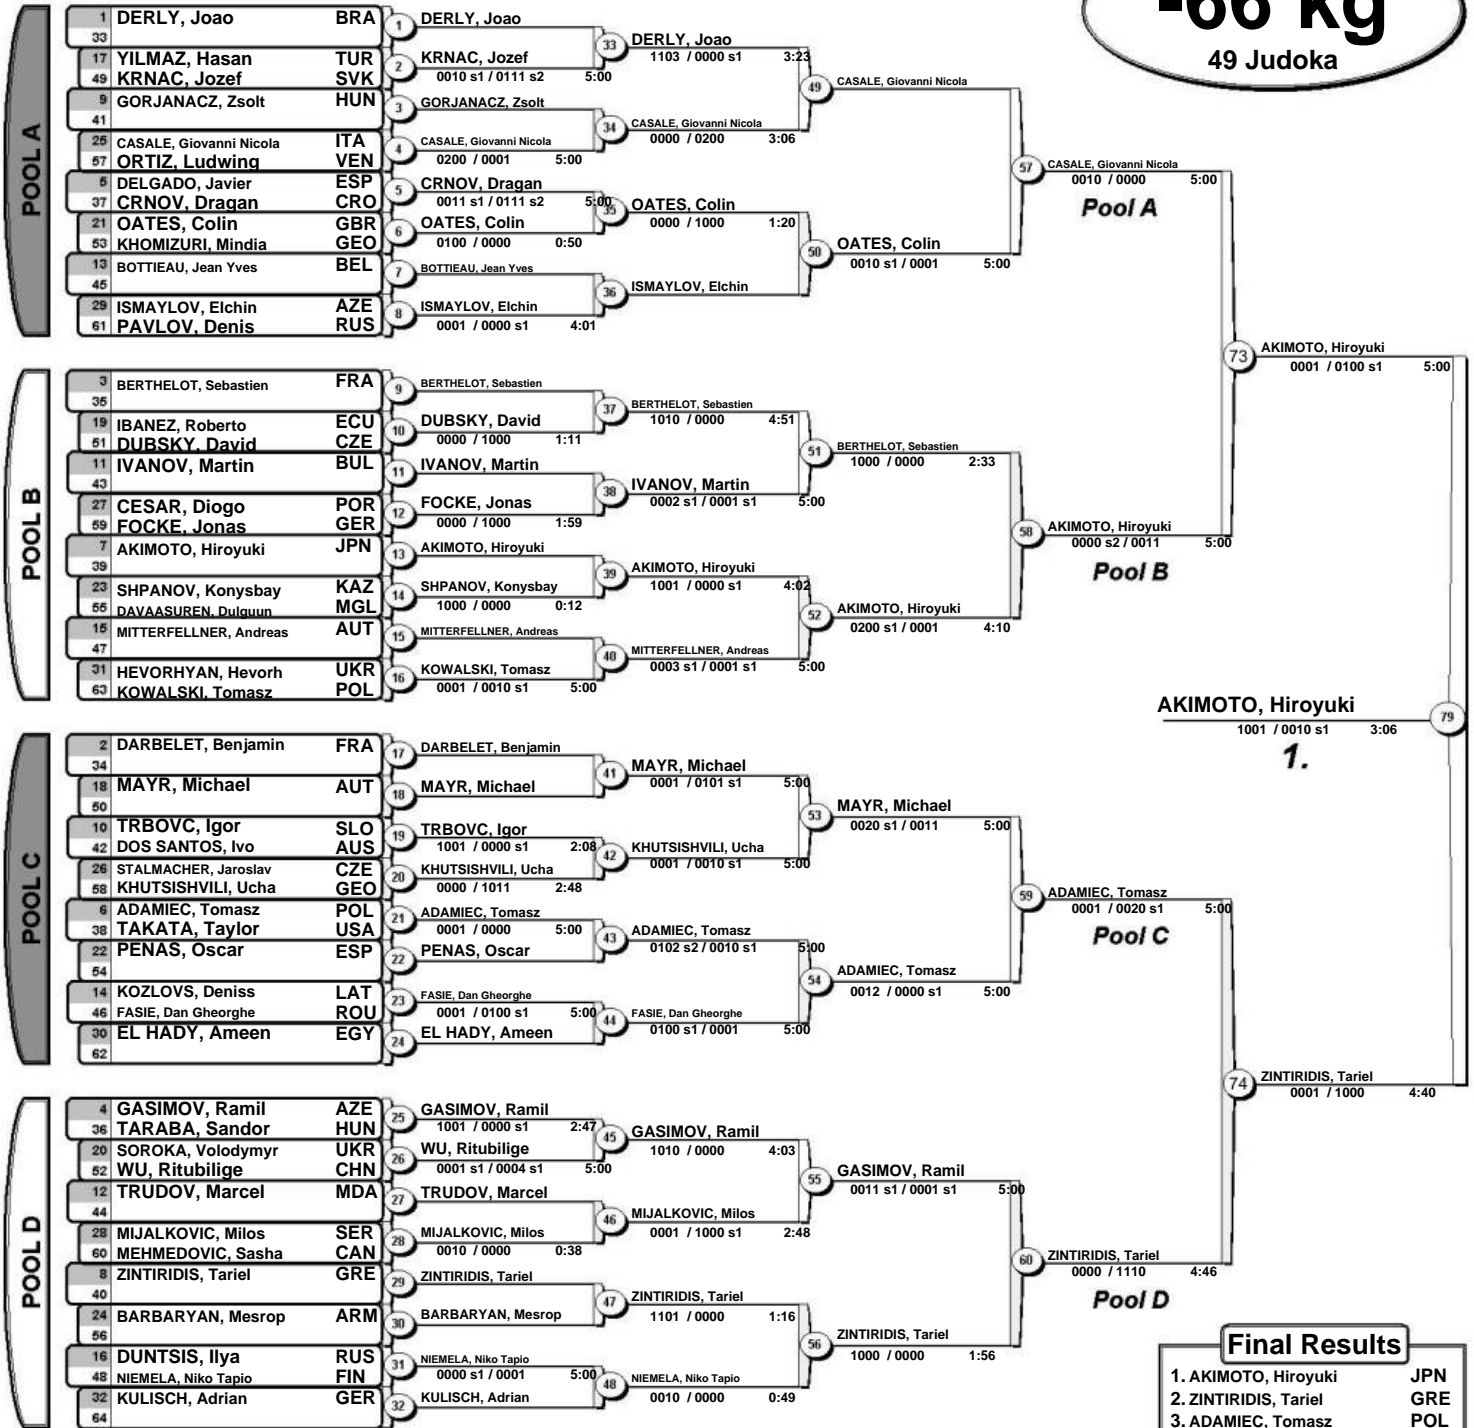 -66 kg
49 Judoka
POOL A
1 DERLY, Joao BRA
33
17 YILMAZ, Hasan TUR
49 KRNAC, Jozef SVK
9 GORJANACZ, Zsolt HUN
41
25 CASALE, Giovanni Nicola ITA
57 ORTIZ, Ludwing VEN
5 DELGADO, Javier ESP
37 CRNOV, Dragan CRO
21 OATES, Colin GBR
53 KHOMIZURI, Mindia GEO
13 BOTTIEAU, Jean Yves BEL
45
29 ISMAYLOV, Elchin AZE
61 PAVLOV, Denis RUS
1 DERLY, Joao
2 KRNAC, Jozef
0010 s1 / 0111 s2 5:00
3 GORJANACZ, Zsolt
4 CASALE, Giovanni Nicola
0200 / 0001 5:00
5 CRNOV, Dragan
0011 s1 / 0111 s2 5:00
6 OATES, Colin
0100 / 0000 0:50
7 BOTTIEAU, Jean Yves
8 ISMAYLOV, Elchin
0001 / 0000 s1 4:01
33 DERLY, Joao
1103 / 0000 s1 3:23
34 CASALE, Giovanni Nicola
0000 / 0200 3:06
35 OATES, Colin
0000 / 1000 1:20
36 ISMAYLOV, Elchin
49 CASALE, Giovanni Nicola
50 OATES, Colin
0010 s1 / 0001 5:00
57 CASALE, Giovanni Nicola
0010 / 0000 5:00
Pool A
POOL B
3 BERTHELOT, Sebastien FRA
35
19 IBANEZ, Roberto ECU
51 DUBSKY, David CZE
11 IVANOV, Martin BUL
43
27 CESAR, Diogo POR
59 FOCKE, Jonas GER
7 AKIMOTO, Hiroyuki JPN
39
23 SHPANOV, Konysbay KAZ
55 DAVAASUREN, Dulguun MGL
15 MITTERFELLNER, Andreas AUT
47
31 HEVORHYAN, Hevorh UKR
63 KOWALSKI, Tomasz POL
9 BERTHELOT, Sebastien
10 DUBSKY, David
0000 / 1000 1:11
11 IVANOV, Martin
12 FOCKE, Jonas
0000 / 1000 1:59
13 AKIMOTO, Hiroyuki
14 SHPANOV, Konysbay
1000 / 0000 0:12
15 MITTERFELLNER, Andreas
16 KOWALSKI, Tomasz
0001 / 0010 s1 5:00
37 BERTHELOT, Sebastien
1010 / 0000 4:51
38 IVANOV, Martin
0002 s1 / 0001 s1 5:00
39 AKIMOTO, Hiroyuki
1001 / 0000 s1 4:02
40 MITTERFELLNER, Andreas
0003 s1 / 0001 s1 5:00
51 BERTHELOT, Sebastien
1000 / 0000 2:33
52 AKIMOTO, Hiroyuki
0200 s1 / 0001 4:10
58 AKIMOTO, Hiroyuki
0000 s2 / 0011 5:00
Pool B
73 AKIMOTO, Hiroyuki
0001 / 0100 s1 5:00
AKIMOTO, Hiroyuki 79
1001 / 0010 s1 3:06
1.
POOL C
2 DARBELET, Benjamin FRA
34
18 MAYR, Michael AUT
50
10 TRBOVC, Igor SLO
42 DOS SANTOS, Ivo AUS
26 STALMACHER, Jaroslav CZE
58 KHUTSISHVILI, Ucha GEO
6 ADAMIEC, Tomasz POL
38 TAKATA, Taylor USA
22 PENAS, Oscar ESP
54
14 KOZLOVS, Deniss LAT
46 FASIE, Dan Gheorghe ROU
30 EL HADY, Ameen EGY
62
17 DARBELET, Benjamin
18 MAYR, Michael
19 TRBOVC, Igor
1001 / 0000 s1 2:08
20 KHUTSISHVILI, Ucha
0000 / 1011 2:48
21 ADAMIEC, Tomasz
0001 / 0000 5:00
22 PENAS, Oscar
23 FASIE, Dan Gheorghe
0001 / 0100 s1 5:00
24 EL HADY, Ameen
41 MAYR, Michael
0001 / 0101 s1 5:00
42 KHUTSISHVILI, Ucha
0001 / 0010 s1 5:00
43 ADAMIEC, Tomasz
0102 s2 / 0010 s1 5:00
44 FASIE, Dan Gheorghe
0100 s1 / 0001 5:00
53 MAYR, Michael
0020 s1 / 0011 5:00
54 ADAMIEC, Tomasz
0012 / 0000 s1 5:00
59 ADAMIEC, Tomasz
0001 / 0020 s1 5:00
Pool C
POOL D
4 GASIMOV, Ramil AZE
36 TARABA, Sandor HUN
20 SOROKA, Volodymyr UKR
52 WU, Ritubilige CHN
12 TRUDOV, Marcel MDA
44
28 MIJALKOVIC, Milos SER
60 MEHMEDOVIC, Sasha CAN
8 ZINTIRIDIS, Tariel GRE
40
24 BARBARYAN, Mesrop ARM
56
16 DUNTSIS, Ilya RUS
48 NIEMELA, Niko Tapio FIN
32 KULISCH, Adrian GER
64
25 GASIMOV, Ramil
1001 / 0000 s1 2:47
26 WU, Ritubilige
0001 s1 / 0004 s1 5:00
27 TRUDOV, Marcel
28 MIJALKOVIC, Milos
0010 / 0000 0:38
29 ZINTIRIDIS, Tariel
30 BARBARYAN, Mesrop
31 NIEMELA, Niko Tapio
0000 s1 / 0001 5:00
32 KULISCH, Adrian
45 GASIMOV, Ramil
1010 / 0000 4:03
46 MIJALKOVIC, Milos
0001 / 1000 s1 2:48
47 ZINTIRIDIS, Tariel
1101 / 0000 1:16
48 NIEMELA, Niko Tapio
0010 / 0000 0:49
55 GASIMOV, Ramil
0011 s1 / 0001 s1 5:00
56 ZINTIRIDIS, Tariel
1000 / 0000 1:56
60 ZINTIRIDIS, Tariel
0000 / 1110 4:46
Pool D
74 ZINTIRIDIS, Tariel
0001 / 1000 4:40
Final Results
1. AKIMOTO, Hiroyuki JPN
2. ZINTIRIDIS, Tariel GRE
3. ADAMIEC, Tomasz POL